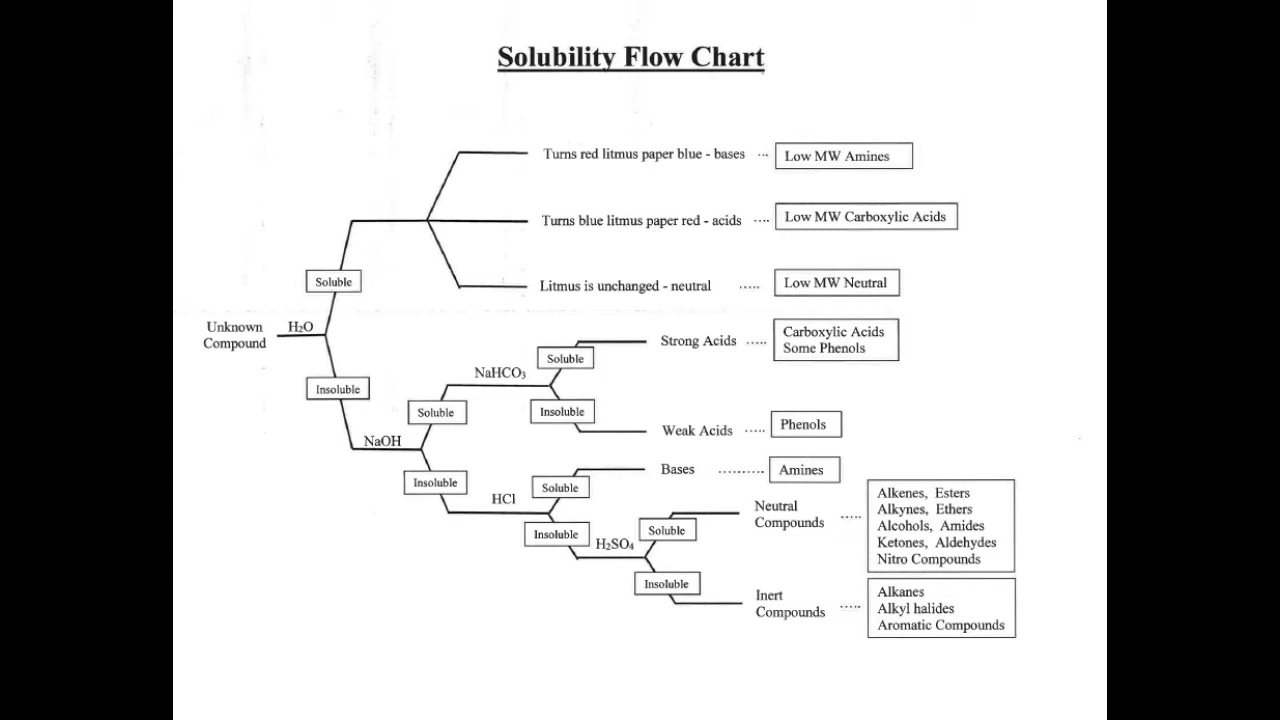 Solubility Flow Chart
Turns red litmus paper blue - bases ... Low MW Amines
Turns blue litmus paper red - acids .... Low MW Carboxylic Acids
Soluble
Litmus is unchanged - neutral ..... Low MW Neutral
Unknown
Compound
H₂O
Insoluble
NaOH
Soluble
NaHCO₃
Soluble
Strong Acids ..... Carboxylic Acids
Some Phenols
Insoluble
Weak Acids ..... Phenols
Insoluble
HCl
Soluble
Bases .......... Amines
Insoluble
H₂SO₄
Soluble
Neutral
Compounds .....
Alkenes, Esters
Alkynes, Ethers
Alcohols, Amides
Ketones, Aldehydes
Nitro Compounds
Insoluble
Inert
Compounds .....
Alkanes
Alkyl halides
Aromatic Compounds